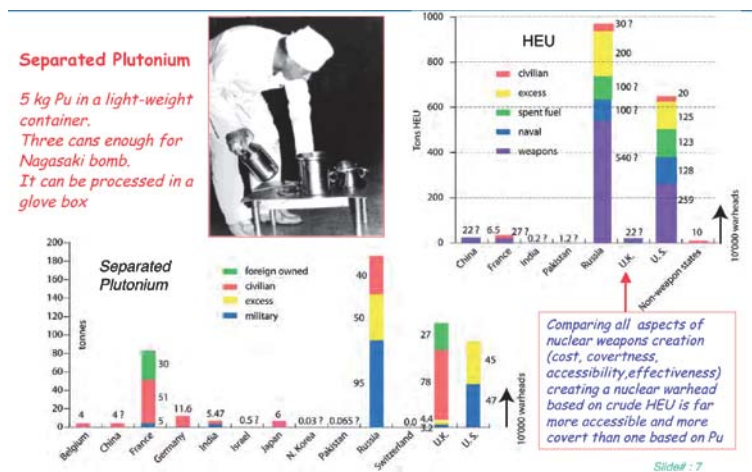 Separated Plutonium
5 kg Pu in a light-weight
container.
Three cans enough for
Nagasaki bomb.
It can be processed in a
glove box
HEU
1000
800
600
400
200
0
Tons HEU
civilian
excess
spent fuel
naval
weapons
30 ?
200
100 ?
100 ?
540 ?
20
125
123
128
259
22 ?
6.5
27 ?
0.2 ?
1.2 ?
22 ?
10
China
France
India
Pakistan
Russia
U.K.
U. S.
Non-weapon states
10'000 warheads
Separated
Plutonium
200
180
160
140
120
100
80
60
40
20
0
tonnes
foreign owned
civilian
excess
military
4
4 ?
30
51
5
11.6
5.47
0.5 ?
6
0.03 ?
0.065 ?
40
50
95
0.0
27
78
4.4
3.2
45
47
Belgium
China
France
Germany
India
Israel
Japan
N. Korea
Pakistan
Russia
Switzerland
U.K.
U. S.
10'000 warheads
Comparing all aspects of
nuclear weapons creation
(cost, covertness,
accessibility,effectiveness)
creating a nuclear warhead
based on crude HEU is far
more accessible and more
covert than one based on Pu
Slide# : 7